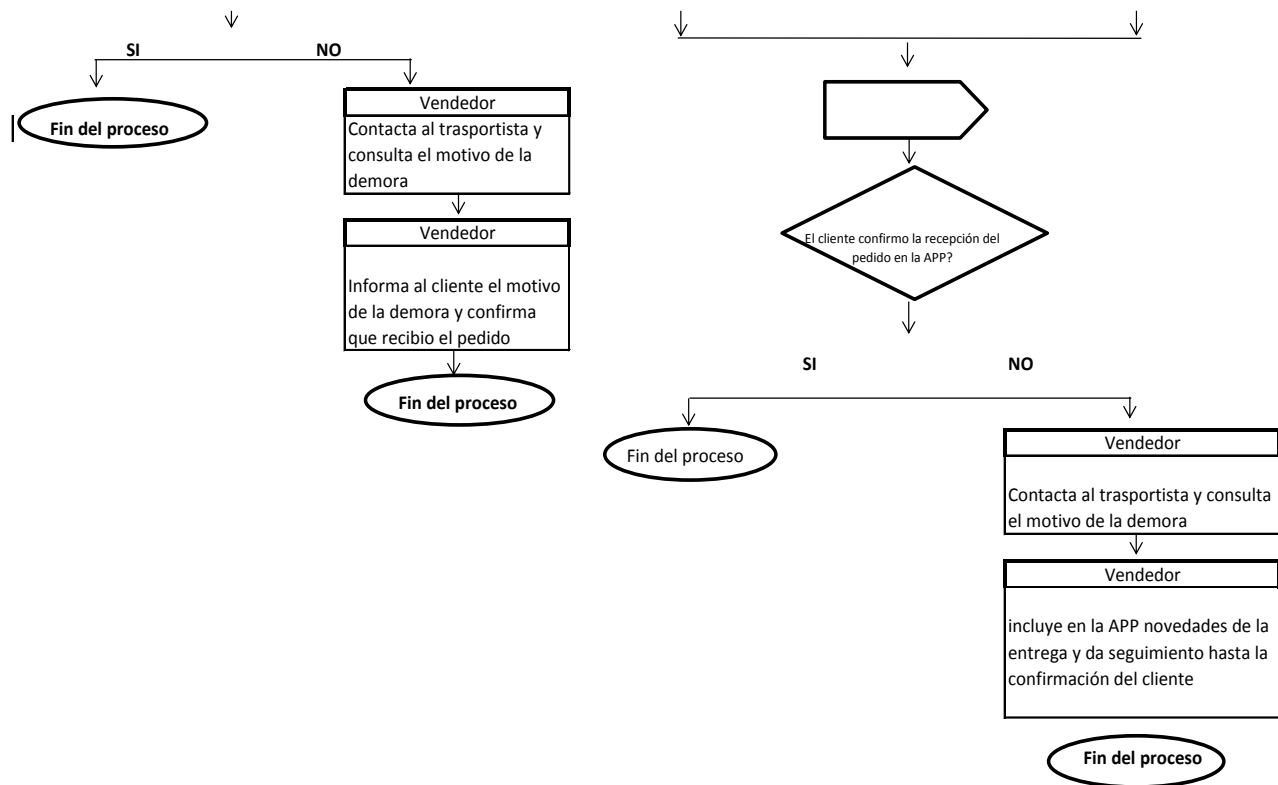 SI
NO
Fin del proceso
Vendedor
Contacta al trasportista y
consulta el motivo de la
demora
Vendedor
Informa al cliente el motivo
de la demora y confirma
que recibio el pedido
Fin del proceso
El cliente confirmo la recepción del
pedido en la APP?
SI
NO
Fin del proceso
Vendedor
Contacta al trasportista y consulta
el motivo de la demora
Vendedor
incluye en la APP novedades de la
entrega y da seguimiento hasta la
confirmación del cliente
Fin del proceso